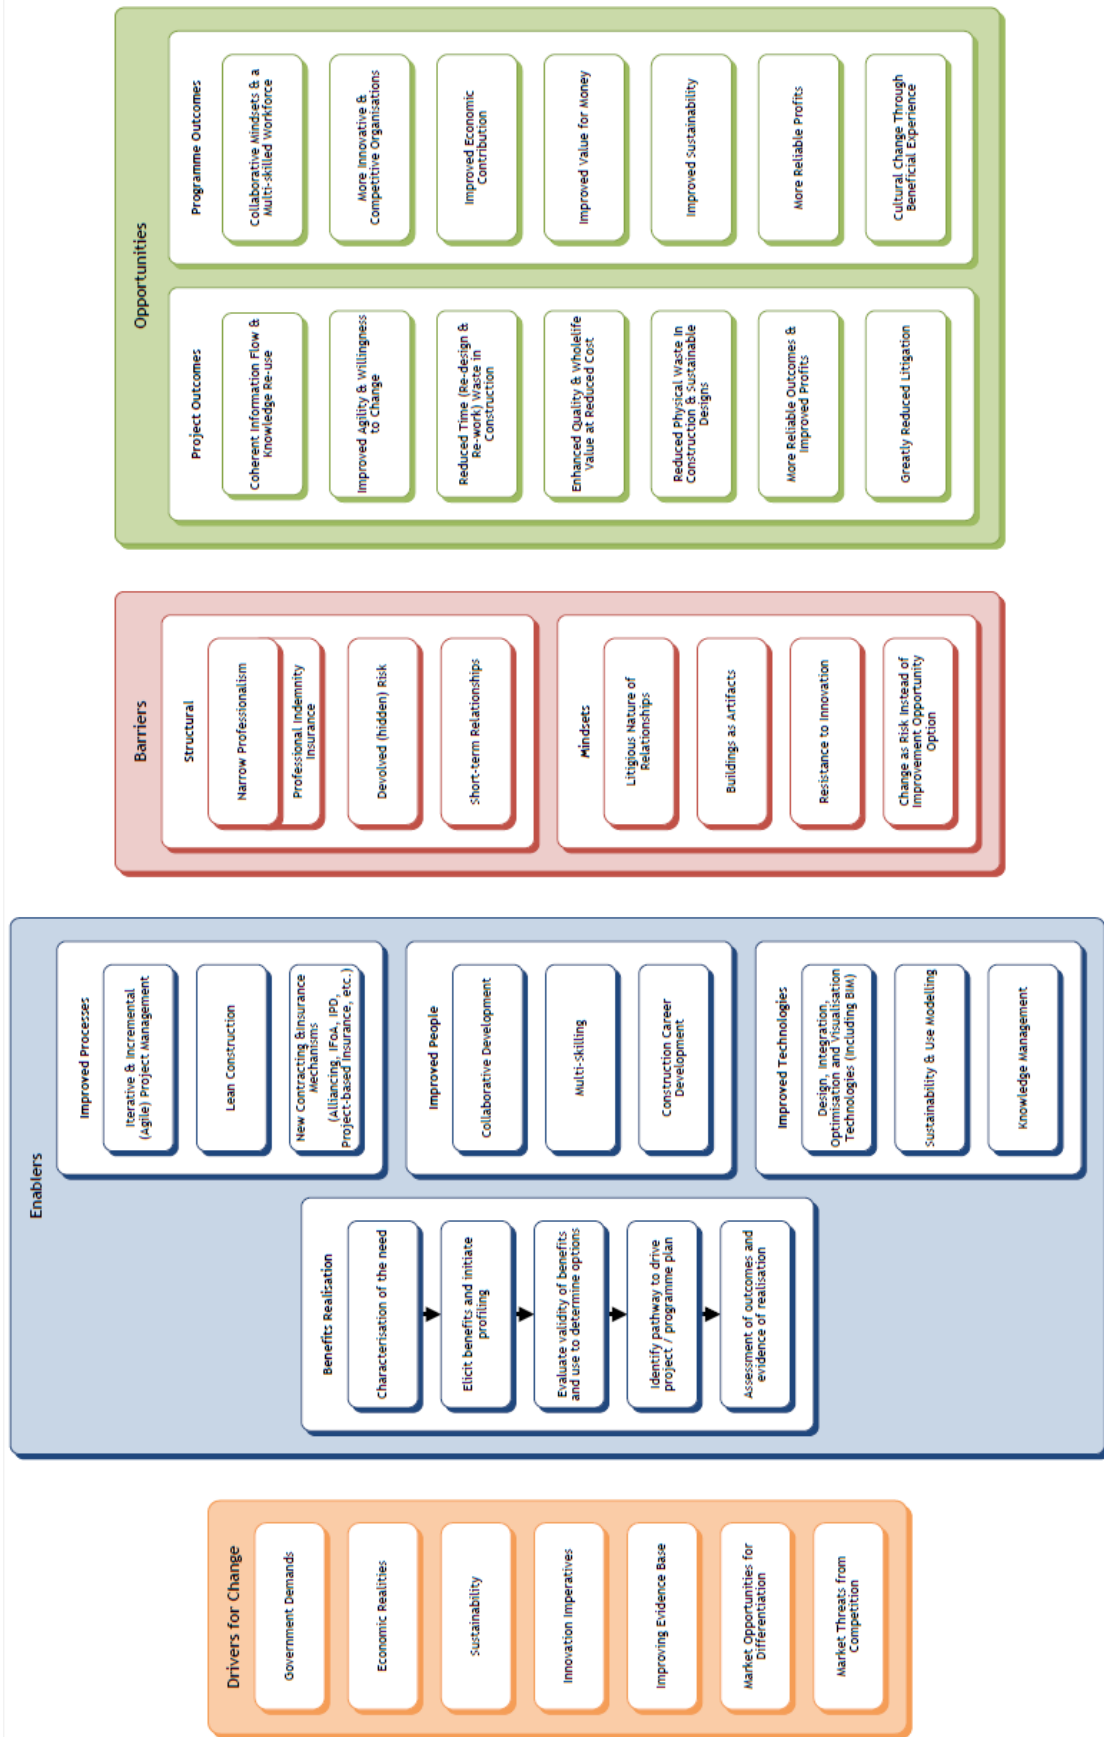 Drivers for Change
Government Demands
Economic Realities
Sustainability
Innovation Imperatives
Improving Evidence Base
Market Opportunities for
Differentiation
Market Threats from
Competition
Enablers
Benefits Realisation
Characterisation of the need
Elicit benefits and initiate
profiling
Evaluate validity of benefits
and use to determine options
Identify pathway to drive
project / programme plan
Assessment of outcomes and
evidence of realisation
Improved Processes
Iterative & Incremental
(Agile) Project Management
Lean Construction
New Contracting &Insurance
Mechanisms
(Alliancing, IFoA, IPD,
Project-based Insurance, etc.)
Improved People
Collaborative Development
Multi-skilling
Construction Career
Development
Improved Technologies
Design, Integration,
Optimisation and Visualisation
Technologies (Including BIM)
Sustainability & Use Modelling
Knowledge Management
Barriers
Structural
Narrow Professionalism
Professional Indemnity
Insurance
Devolved (hidden) Risk
Short-term Relationships
Mindsets
Litigious Nature of
Relationships
Buildings as Artifacts
Resistance to Innovation
Change as Risk Instead of
Improvement Opportunity
Option
Opportunities
Project Outcomes
Coherent Information Flow &
Knowledge Re-use
Improved Agility & Willingness
to Change
Reduced Time (Re-design &
Re-work) Waste in
Construction
Enhanced Quality & Wholelife
Value at Reduced Cost
Reduced Physical Waste In
Construction & Sustainable
Designs
More Reliable Outcomes &
Improved Profits
Greatly Reduced Litigation
Programme Outcomes
Collaborative Mindsets & a
Multi-skilled Workforce
More Innovative &
Competitive Organisations
Improved Economic
Contribution
Improved Value for Money
Improved Sustainability
More Reliable Profits
Cultural Change Through
Beneficial Experience